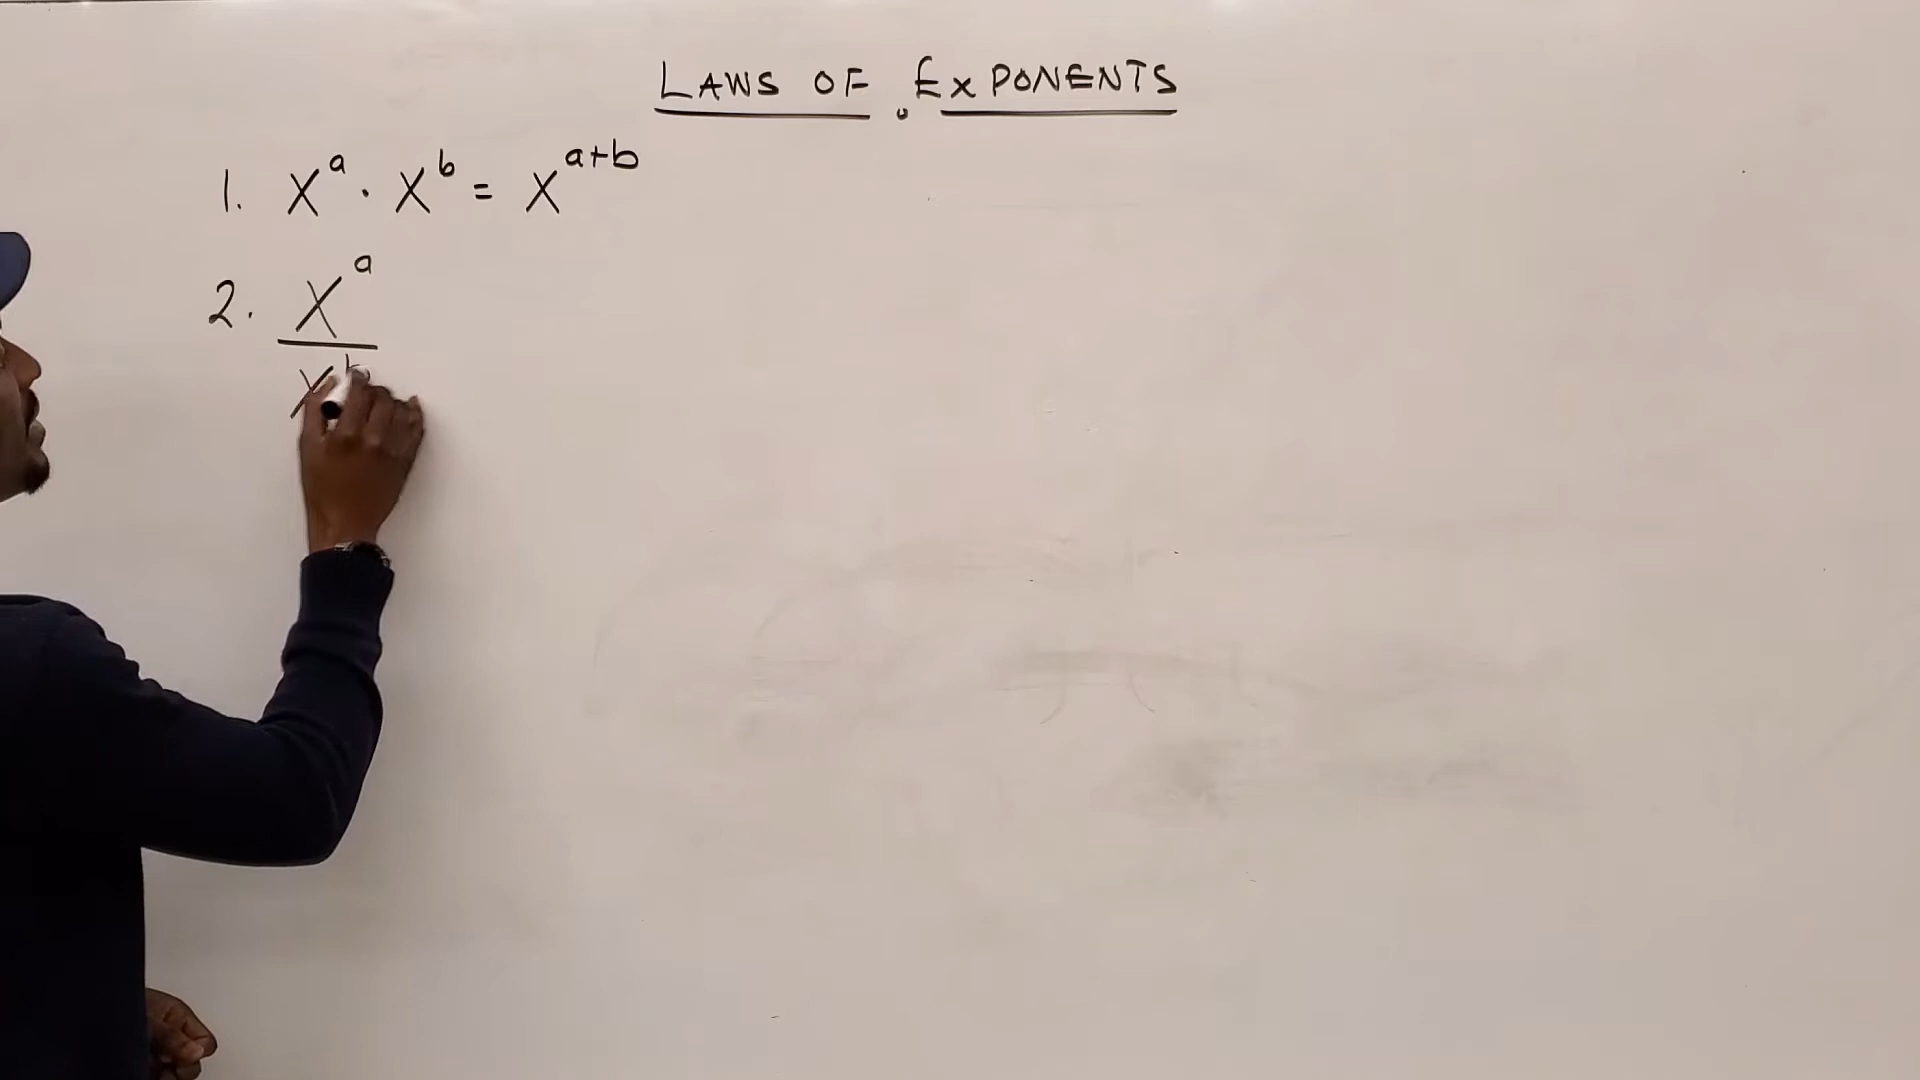 LAWS OF EXPONENTS
1. X^a · X^b = X^(a+b)
2. X^a